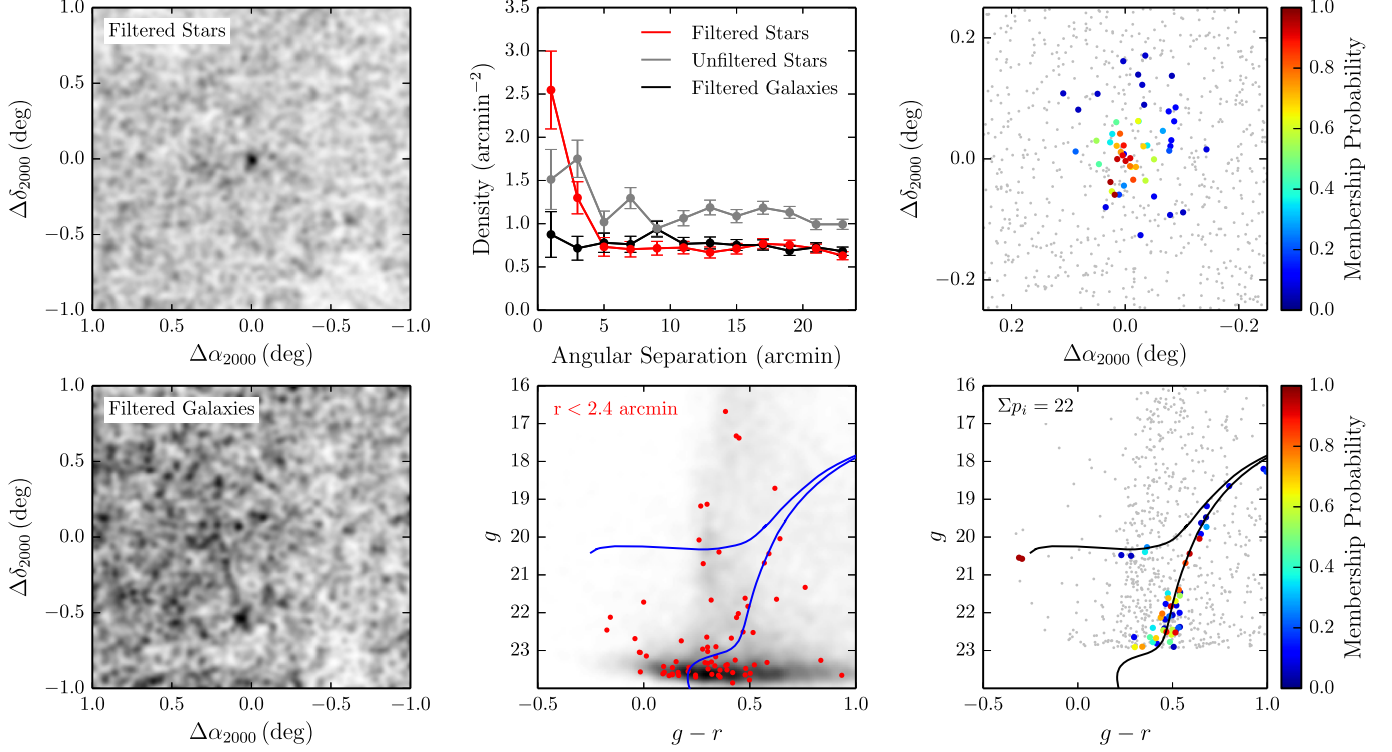 Filtered Stars
1.0
0.5
0.0
−0.5
−1.0
Δδ2000 (deg)
1.0 0.5 0.0 −0.5 −1.0
Δα2000 (deg)
3.5
3.0
2.5
2.0
1.5
1.0
0.5
0.0
Density (arcmin−2)
Filtered Stars
Unfiltered Stars
Filtered Galaxies
0 5 10 15 20
Angular Separation (arcmin)
0.2
0.0
−0.2
Δδ2000 (deg)
0.2 0.0 −0.2
Δα2000 (deg)
1.0
0.8
0.6
0.4
0.2
0.0
Membership Probability
Filtered Galaxies
1.0
0.5
0.0
−0.5
−1.0
Δδ2000 (deg)
1.0 0.5 0.0 −0.5 −1.0
Δα2000 (deg)
r < 2.4 arcmin
16
17
18
19
20
21
22
23
g
−0.5 0.0 0.5 1.0
g − r
Σpi = 22
16
17
18
19
20
21
22
23
g
−0.5 0.0 0.5 1.0
g − r
1.0
0.8
0.6
0.4
0.2
0.0
Membership Probability